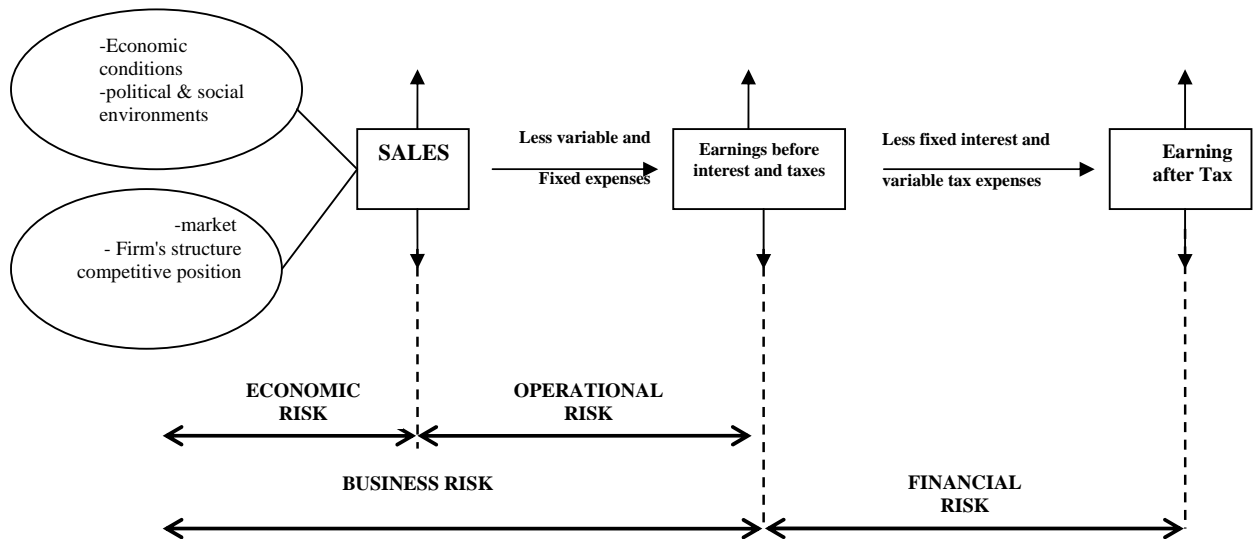 -Economic
conditions
-political & social
environments
-market
- Firm's structure
competitive position
SALES
Less variable and
Fixed expenses
Earnings before
interest and taxes
Less fixed interest and
variable tax expenses
Earning
after Tax
ECONOMIC
RISK
OPERATIONAL
RISK
BUSINESS RISK
FINANCIAL
RISK